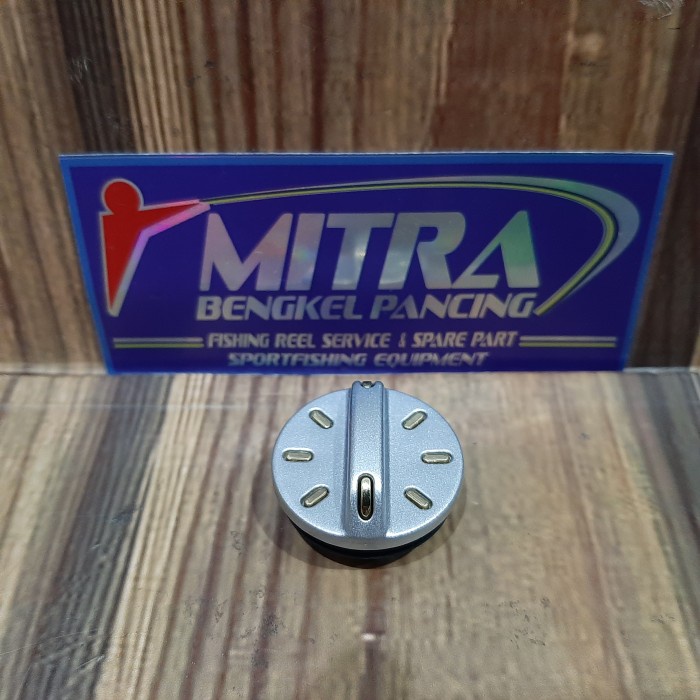 MITRA
BENGKEL PANCING
FISHING REEL SERVICE & SPARE PART
SPORTFISHING EQUIPMENT